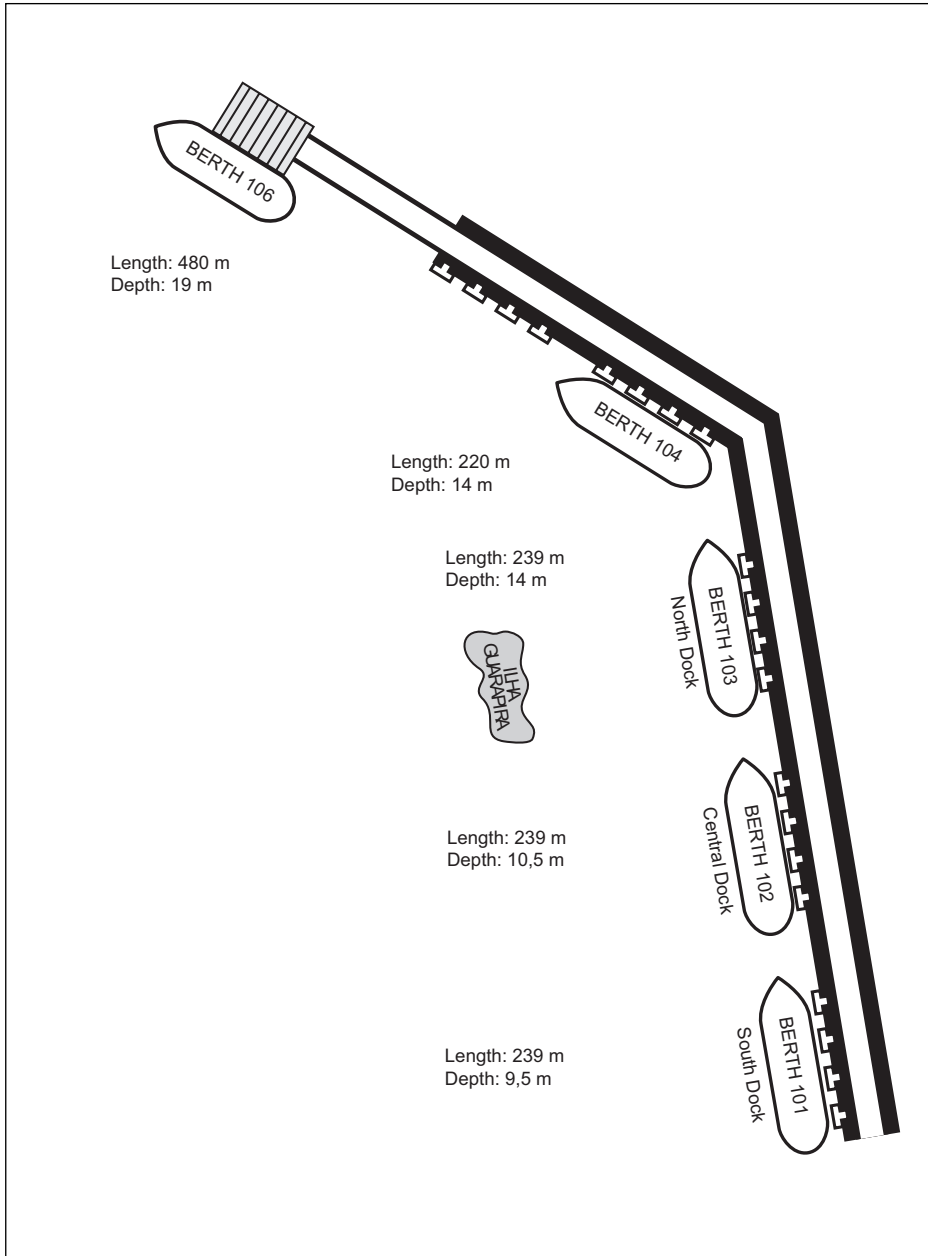 BERTH 106
Length: 480 m
Depth: 19 m
BERTH 104
Length: 220 m
Depth: 14 m
Length: 239 m
Depth: 14 m
BERTH 103
North Dock
ILHA
GUARAPIRA
Length: 239 m
Depth: 10,5 m
BERTH 102
Central Dock
Length: 239 m
Depth: 9,5 m
BERTH 101
South Dock